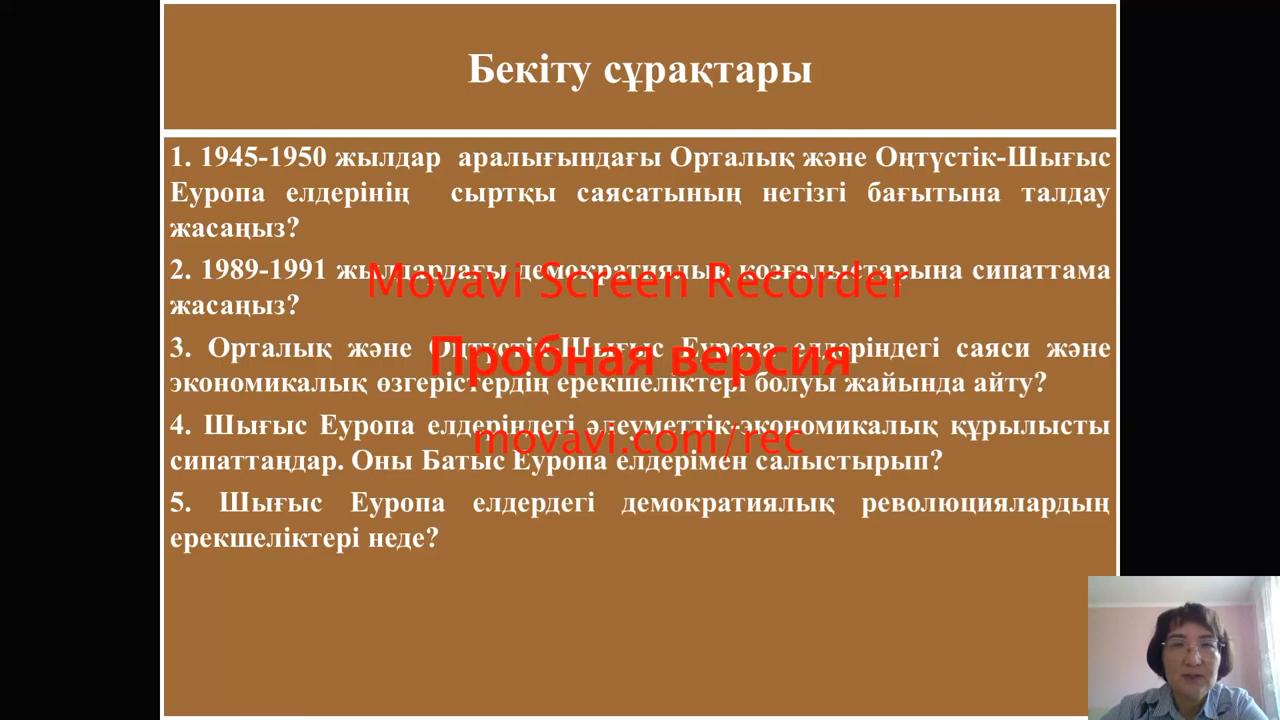 Бекіту сұрақтары
1. 1945-1950 жылдар аралығындағы Орталық және Оңтүстік-Шығыс
Еуропа елдерінің сыртқы саясатының негізгі бағытына талдау
жасаңыз?
2. 1989-1991 жылдардағы демократиялық қозғалыстарына сипаттама
жасаңыз?
Movavi Screen Recorder
3. Орталық және Оңтүстік-Шығыс Еуропа елдеріндегі саяси және
экономикалық өзгерістердің ерекшеліктері болуы жайында айту?
Пробная версия
4. Шығыс Еуропа елдеріндегі әлеуметтік-экономикалық құрылысты
сипаттаңдар. Оны Батыс Еуропа елдерімен салыстырып?
movavi.com/rec
5. Шығыс Еуропа елдердегі демократиялық революциялардың
ерекшеліктері неде?